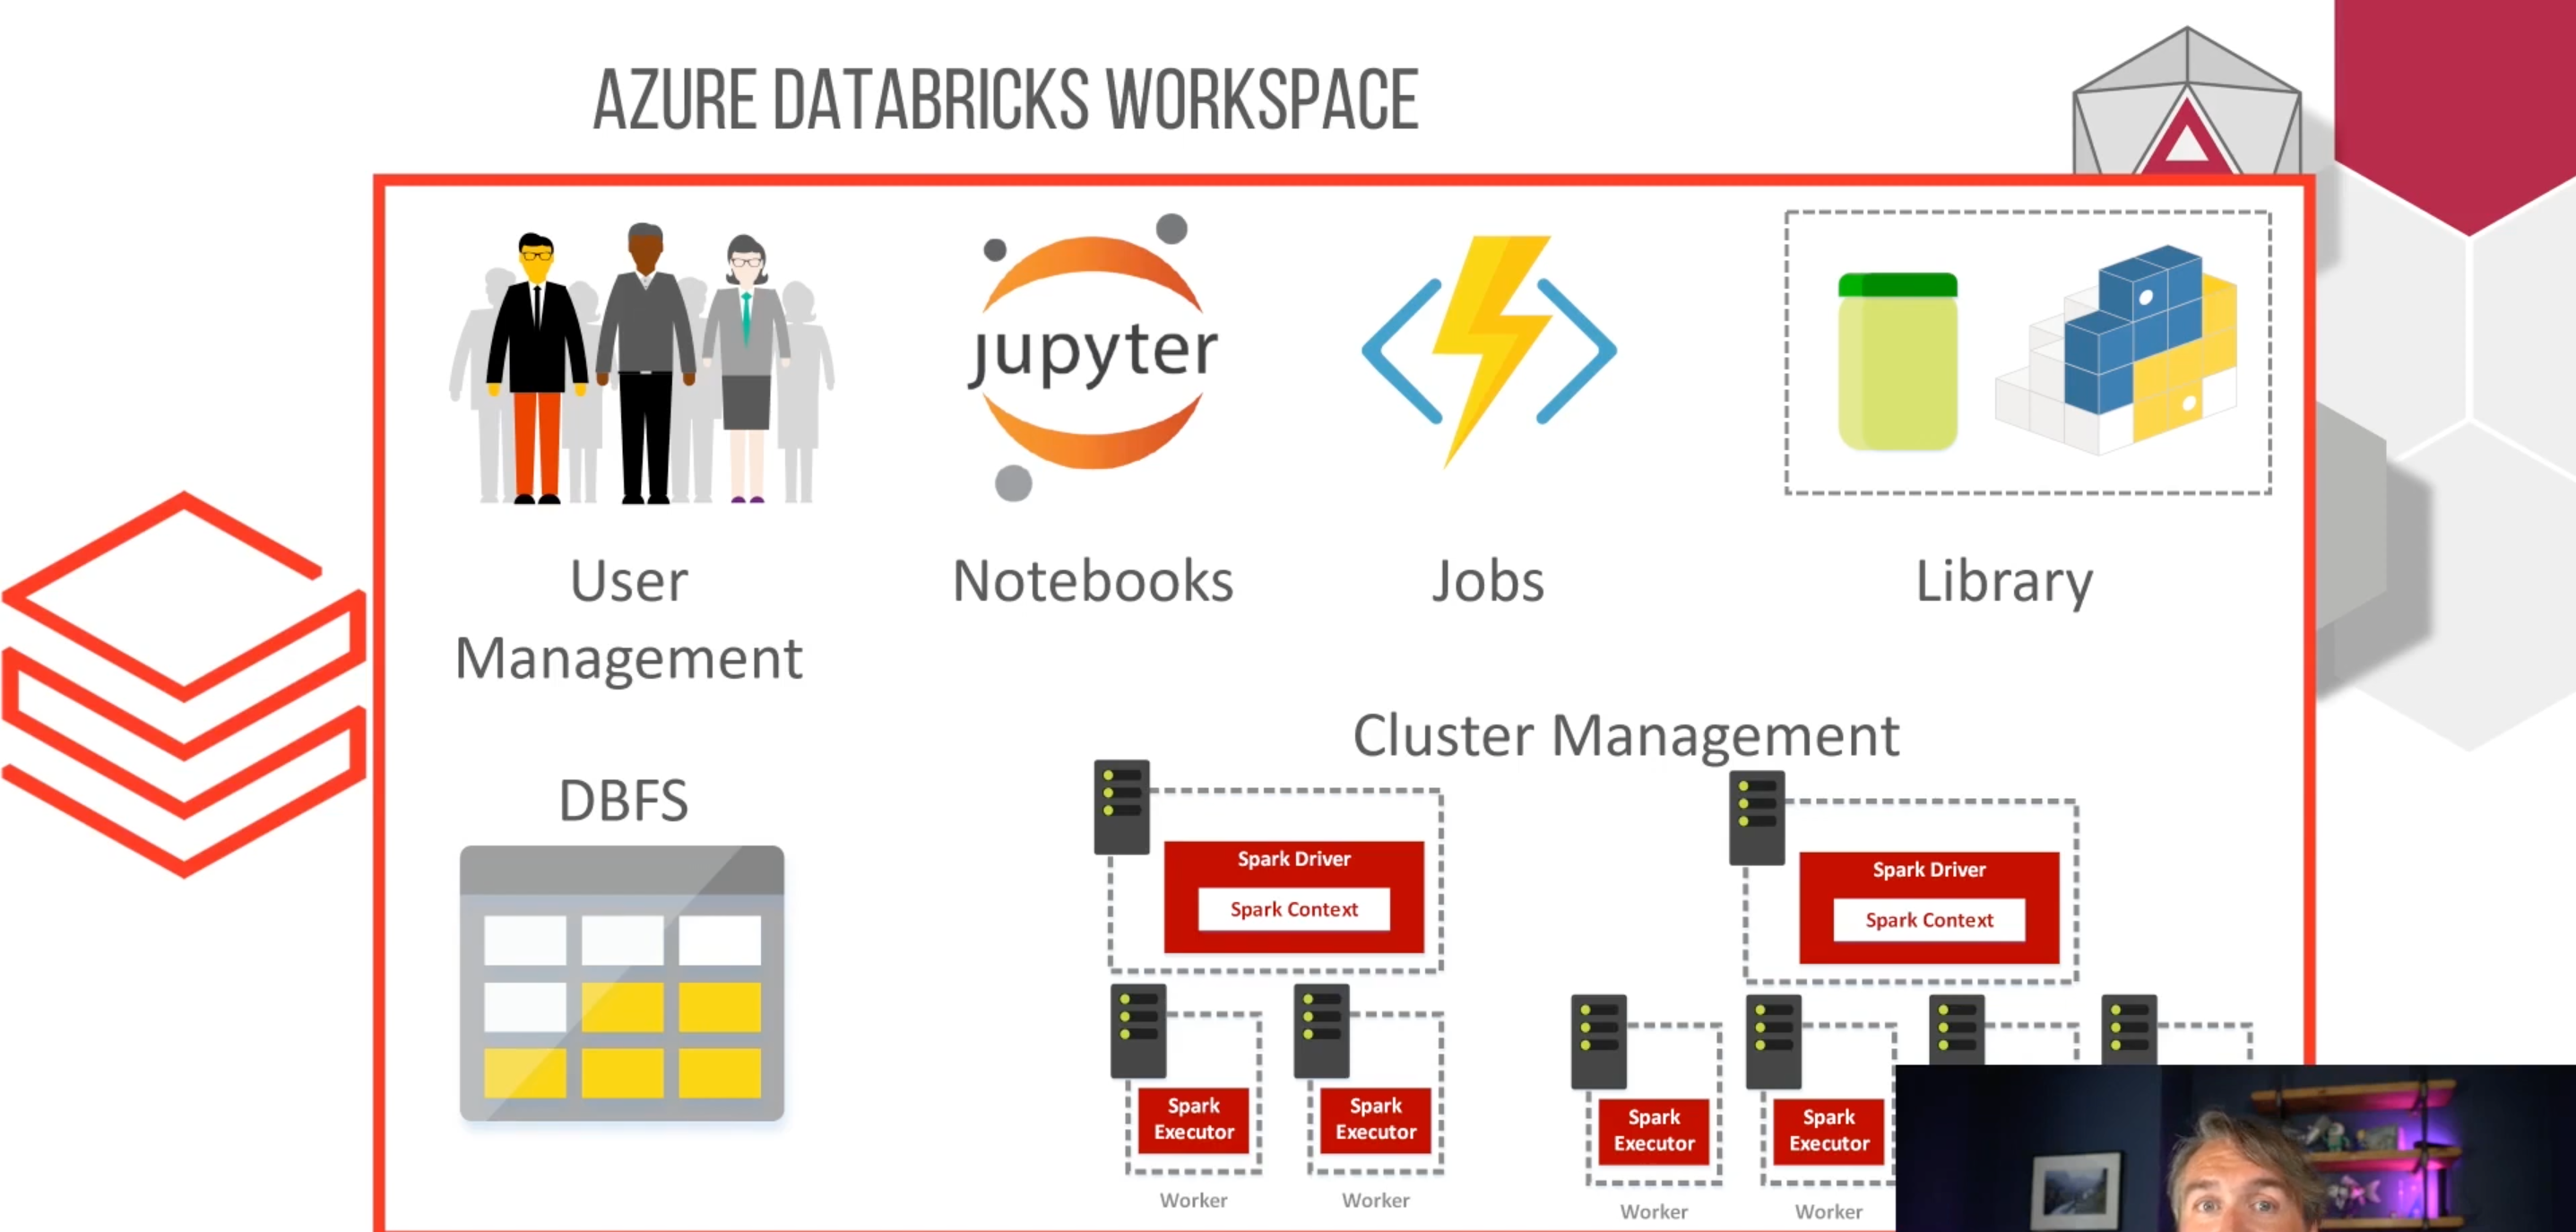 AZURE DATABRICKS WORKSPACE
jupyter
User
Management
Notebooks
Jobs
Library
Cluster Management
DBFS
Spark Driver
Spark Context
Spark Driver
Spark Context
Spark
Executor
Spark
Executor
Spark
Executor
Spark
Executor
Worker
Worker
Worker
Worker